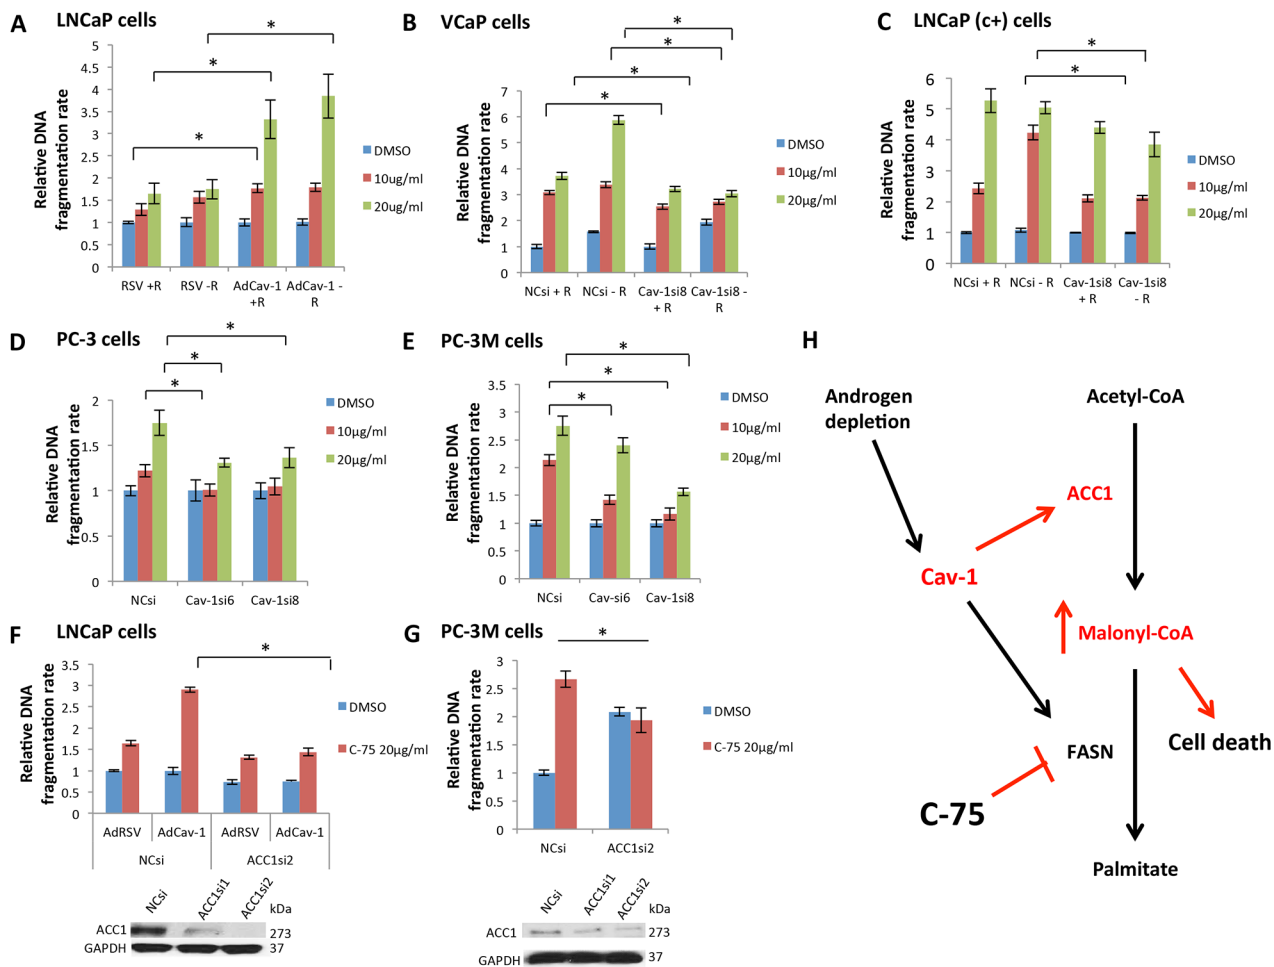 A LNCaP cells
Relative DNA
fragmentation rate
5
4.5
4
3.5
3
2.5
2
1.5
1
0.5
0
*
*
*
DMSO
10ug/ml
20ug/ml
RSV +R
RSV -R
AdCav-1
+R
AdCav-1 -
R
B VCaP cells
Relative DNA
fragmentation rate
7
6
5
4
3
2
1
0
*
*
*
*
DMSO
10µg/ml
20µg/ml
NCsi + R
NCsi - R
Cav-1si8
+ R
Cav-1si8 -
R
C LNCaP (c+) cells
Relative DNA
fragmentation rate
6
5
4
3
2
1
0
*
*
DMSO
10µg/ml
20µg/ml
NCsi + R
NCsi - R
Cav-1si8
+ R
Cav-1si8
- R
D PC-3 cells
Relative DNA
fragmentation rate
2
1.5
1
0.5
0
*
*
*
DMSO
10µg/ml
20µg/ml
NCsi
Cav-1si6
Cav-1si8
E PC-3M cells
Relative DNA
fragmentation rate
3.5
3
2.5
2
1.5
1
0.5
0
*
*
*
DMSO
10µg/ml
20µg/ml
NCsi
Cav-si6
Cav-1si8
F LNCaP cells
Relative DNA
fragmentation rate
3.5
3
2.5
2
1.5
1
0.5
0
*
DMSO
C-75 20µg/ml
AdRSV
AdCav-1
AdRSV
AdCav-1
NCsi
ACC1si2
NCsi
ACC1si1
ACC1si2
kDa
ACC1
273
GAPDH
37
G PC-3M cells
Relative DNA
fragmentation rate
3
2.5
2
1.5
1
0.5
0
*
DMSO
C-75 20µg/ml
NCsi
ACC1si2
NCsi
ACC1si1
ACC1si2
kDa
ACC1
273
GAPDH
37
H
Androgen
depletion
Acetyl-CoA
ACC1
Cav-1
Malonyl-CoA
FASN
Cell death
C-75
Palmitate